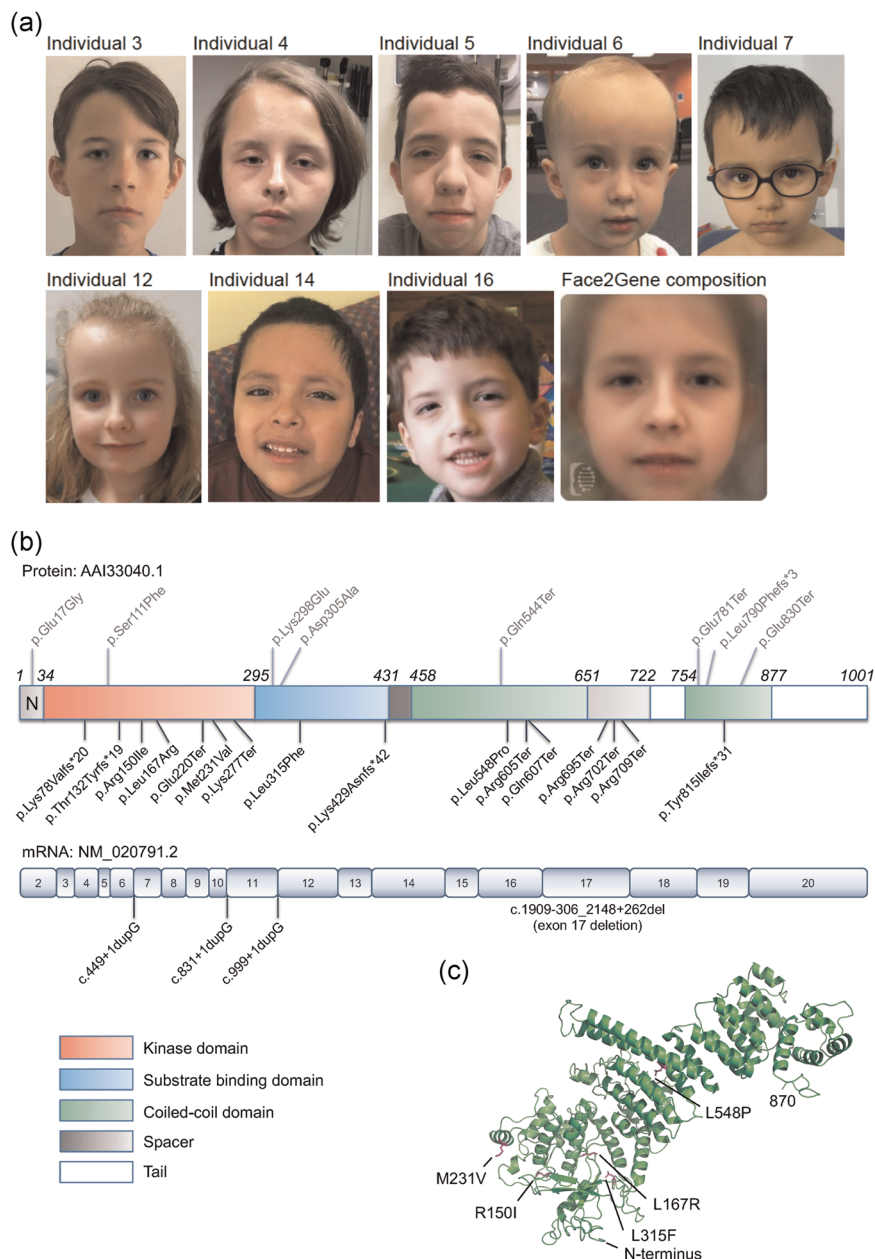 (a)
Individual 3
Individual 4
Individual 5
Individual 6
Individual 7
Individual 12
Individual 14
Individual 16
Face2Gene composition
(b)
Protein: AAI33040.1
p.Glu17Gly
p.Ser111Phe
p.Lys298Glu
p.Asp305Ala
p.Gln544Ter
p.Glu781Ter
p.Leu790Phefs*3
p.Glu830Ter
1 34 295 431 458 651 722 754 877 1001
N
p.Lys78Valfs*20
p.Thr132Tyrfs*19
p.Arg150Ile
p.Leu167Arg
p.Glu220Ter
p.Met231Val
p.Lys277Ter
p.Leu315Phe
p.Lys429Asnfs*42
p.Leu548Pro
p.Arg605Ter
p.Gln607Ter
p.Arg695Ter
p.Arg702Ter
p.Arg709Ter
p.Tyr815Ilefs*31
mRNA: NM_020791.2
2 3 4 5 6 7 8 9 10 11 12 13 14 15 16 17 18 19 20
c.449+1dupG
c.831+1dupG
c.999+1dupG
c.1909-306_2148+262del
(exon 17 deletion)
Kinase domain
Substrate binding domain
Coiled-coil domain
Spacer
Tail
(c)
L548P
870
M231V
R150I
L167R
L315F
N-terminus